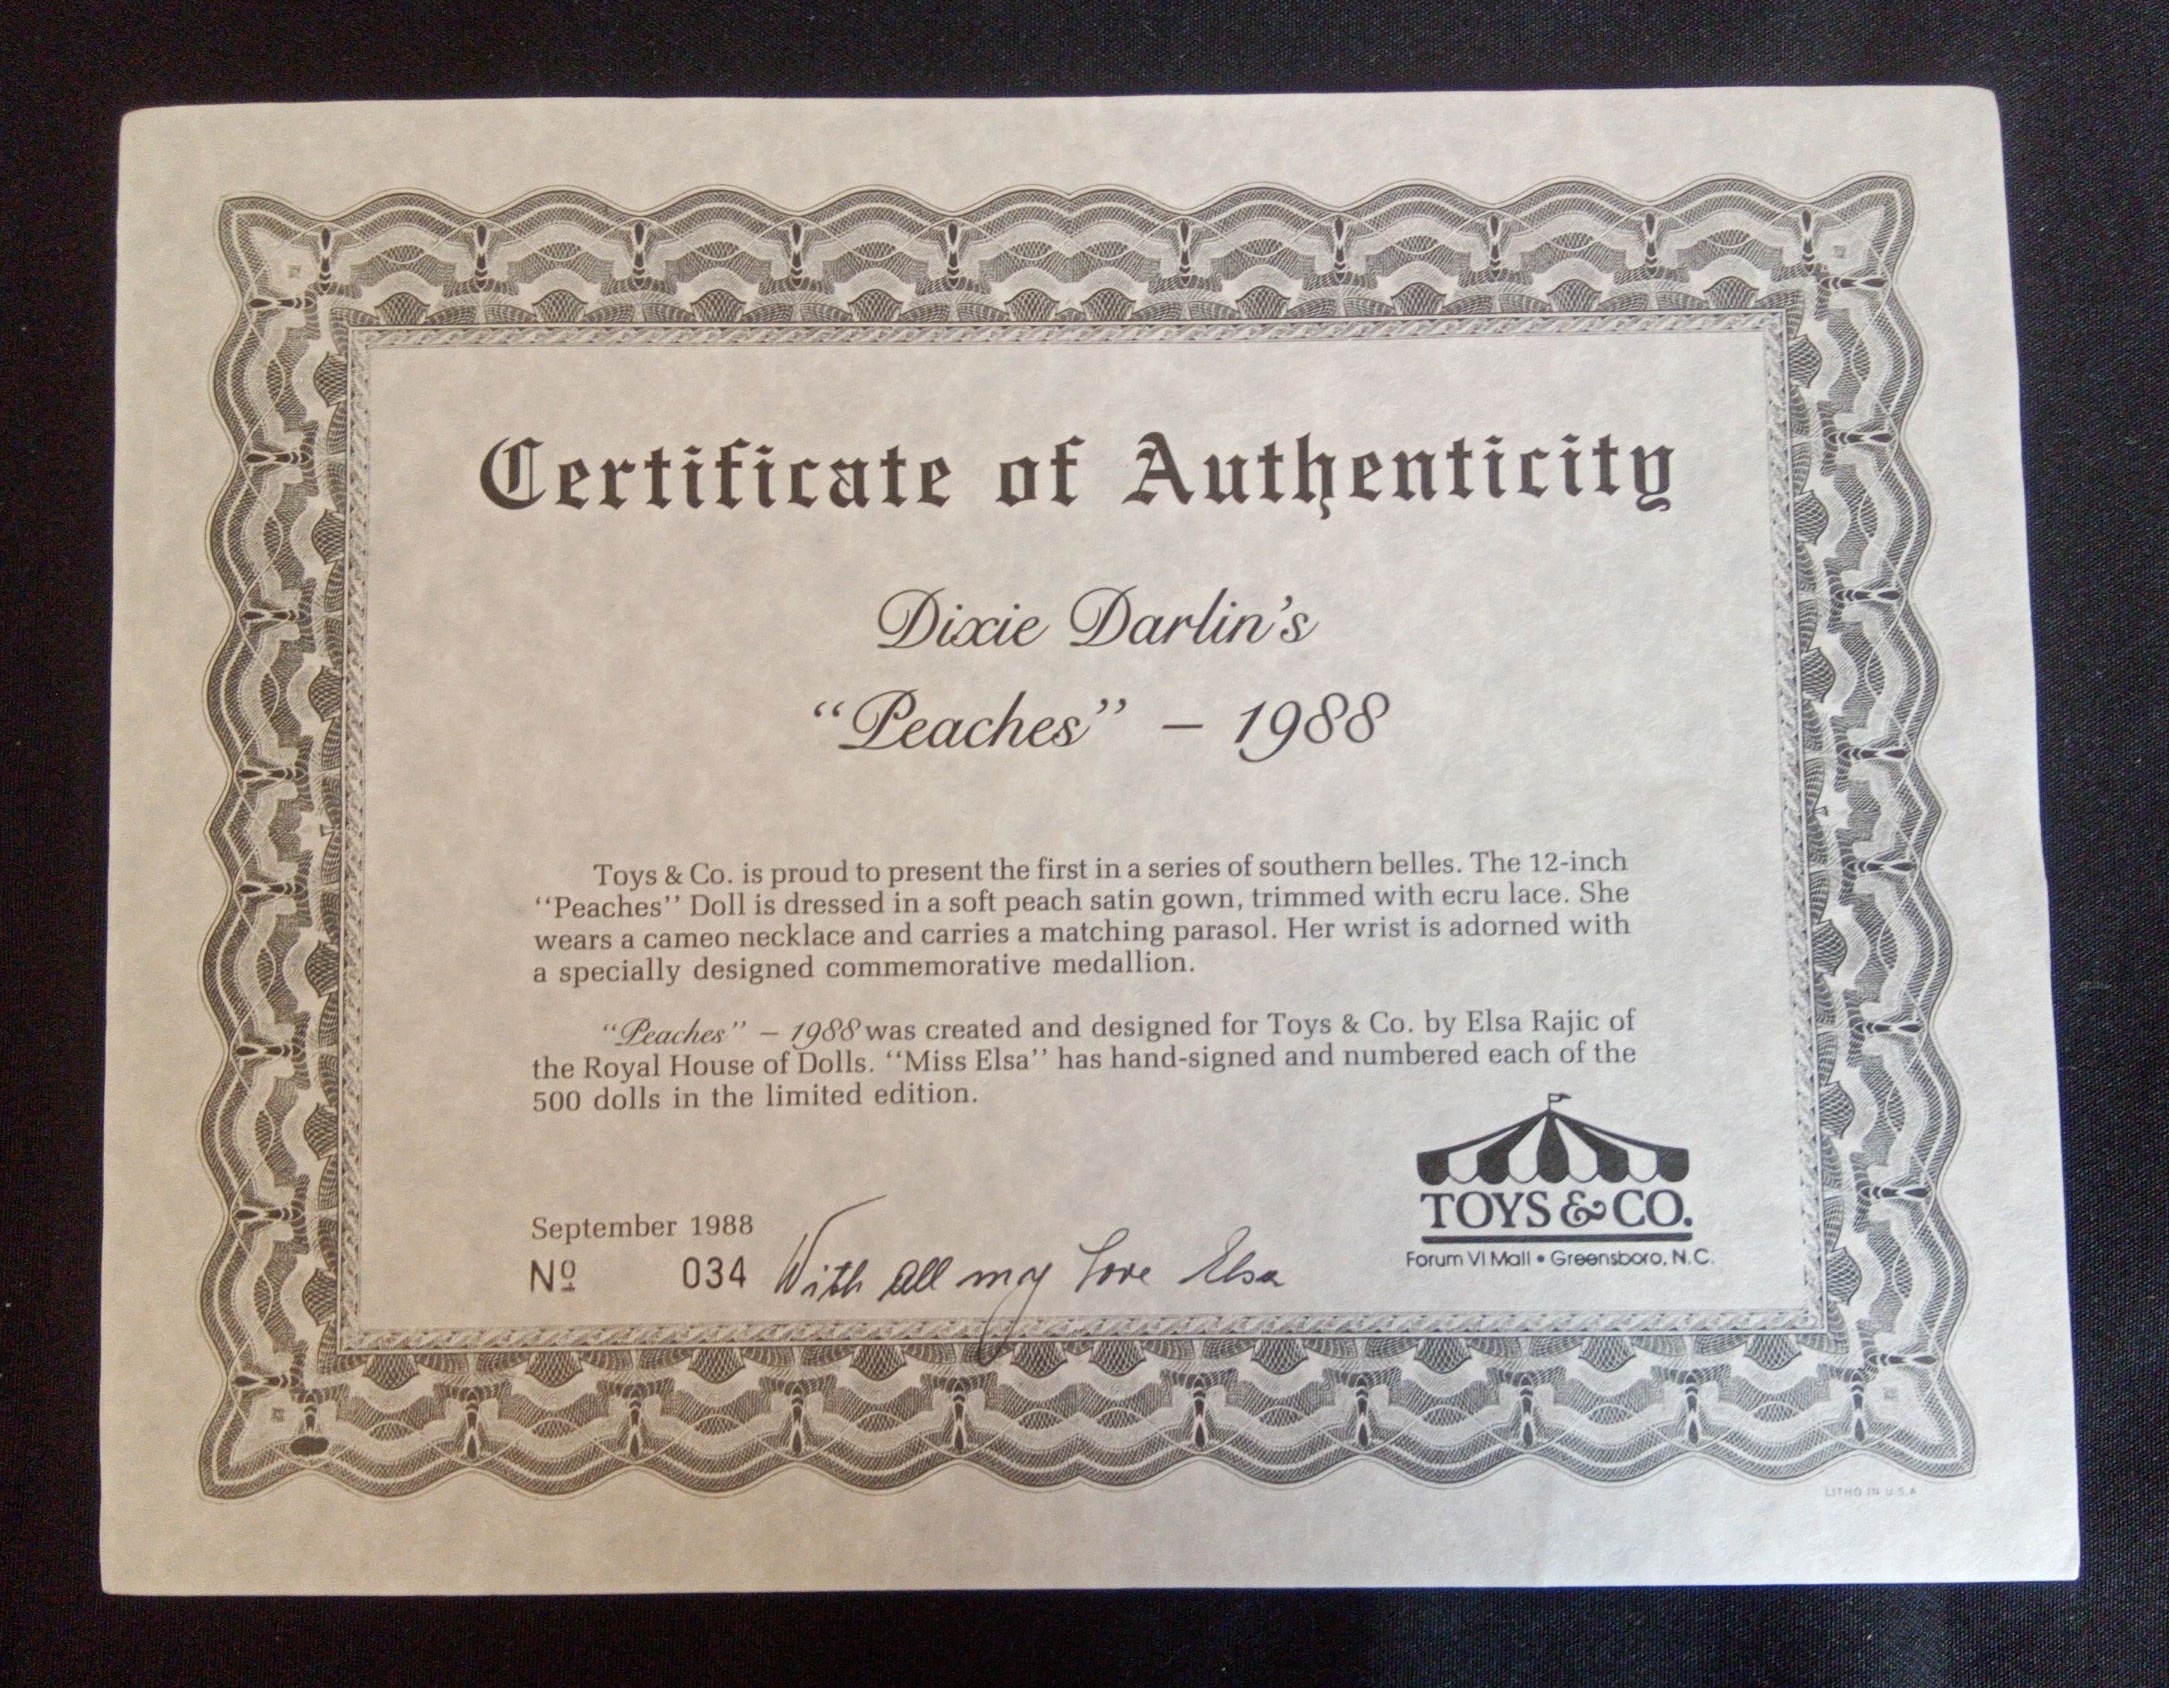 Certificate of Authenticity
Dixie Darlin's
“Peaches” – 1988
Toys & Co. is proud to present the first in a series of southern belles. The 12-inch
“Peaches” Doll is dressed in a soft peach satin gown, trimmed with ecru lace. She
wears a cameo necklace and carries a matching parasol. Her wrist is adorned with
a specially designed commemorative medallion.
“Peaches” – 1988 was created and designed for Toys & Co. by Elsa Rajic of
the Royal House of Dolls. “Miss Elsa” has hand-signed and numbered each of the
500 dolls in the limited edition.
September 1988
Nº 034 With all my Love Elsa
TOYS & CO.
Forum VI Mall • Greensboro, N.C.
LITHO IN U.S.A